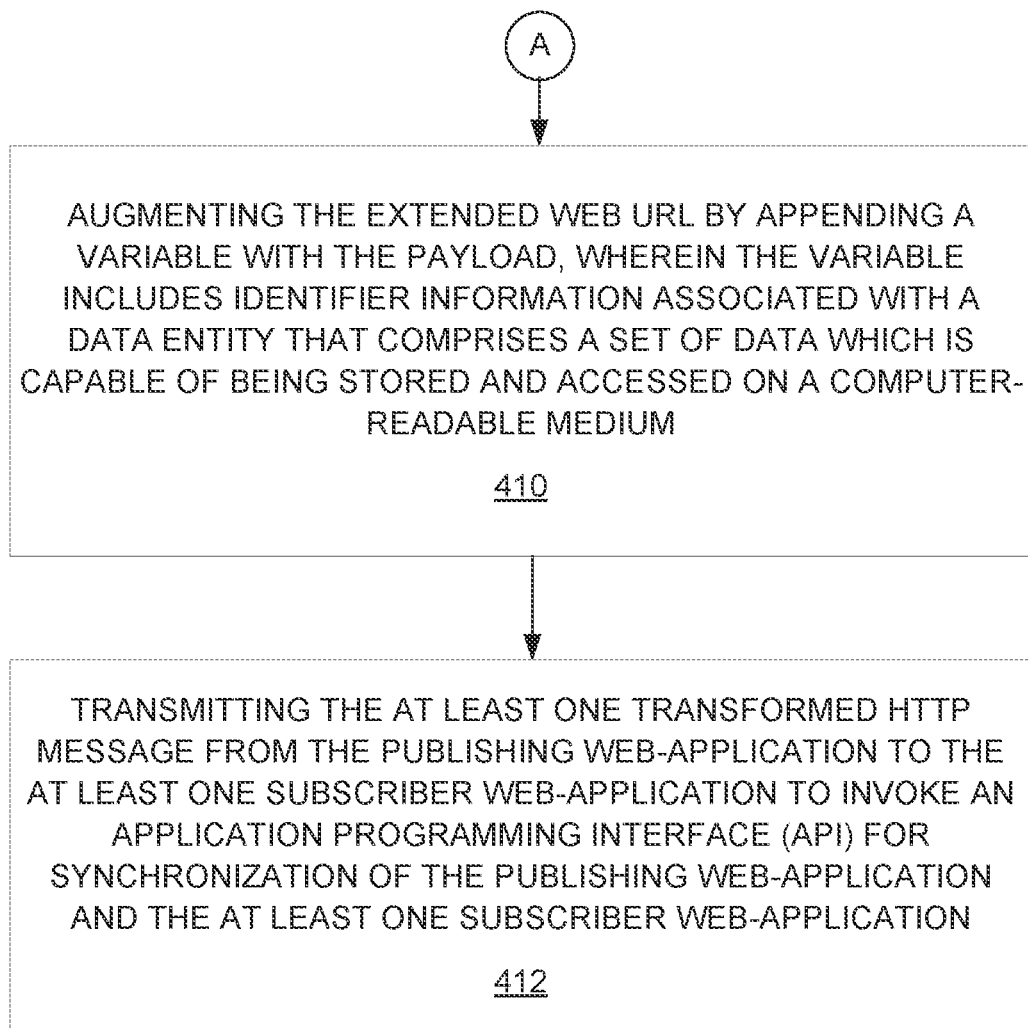 A
AUGMENTING THE EXTENDED WEB URL BY APPENDING A
VARIABLE WITH THE PAYLOAD, WHEREIN THE VARIABLE
INCLUDES IDENTIFIER INFORMATION ASSOCIATED WITH A
DATA ENTITY THAT COMPRISES A SET OF DATA WHICH IS
CAPABLE OF BEING STORED AND ACCESSED ON A COMPUTER-
READABLE MEDIUM
410
TRANSMITTING THE AT LEAST ONE TRANSFORMED HTTP
MESSAGE FROM THE PUBLISHING WEB-APPLICATION TO THE
AT LEAST ONE SUBSCRIBER WEB-APPLICATION TO INVOKE AN
APPLICATION PROGRAMMING INTERFACE (API) FOR
SYNCHRONIZATION OF THE PUBLISHING WEB-APPLICATION
AND THE AT LEAST ONE SUBSCRIBER WEB-APPLICATION
412